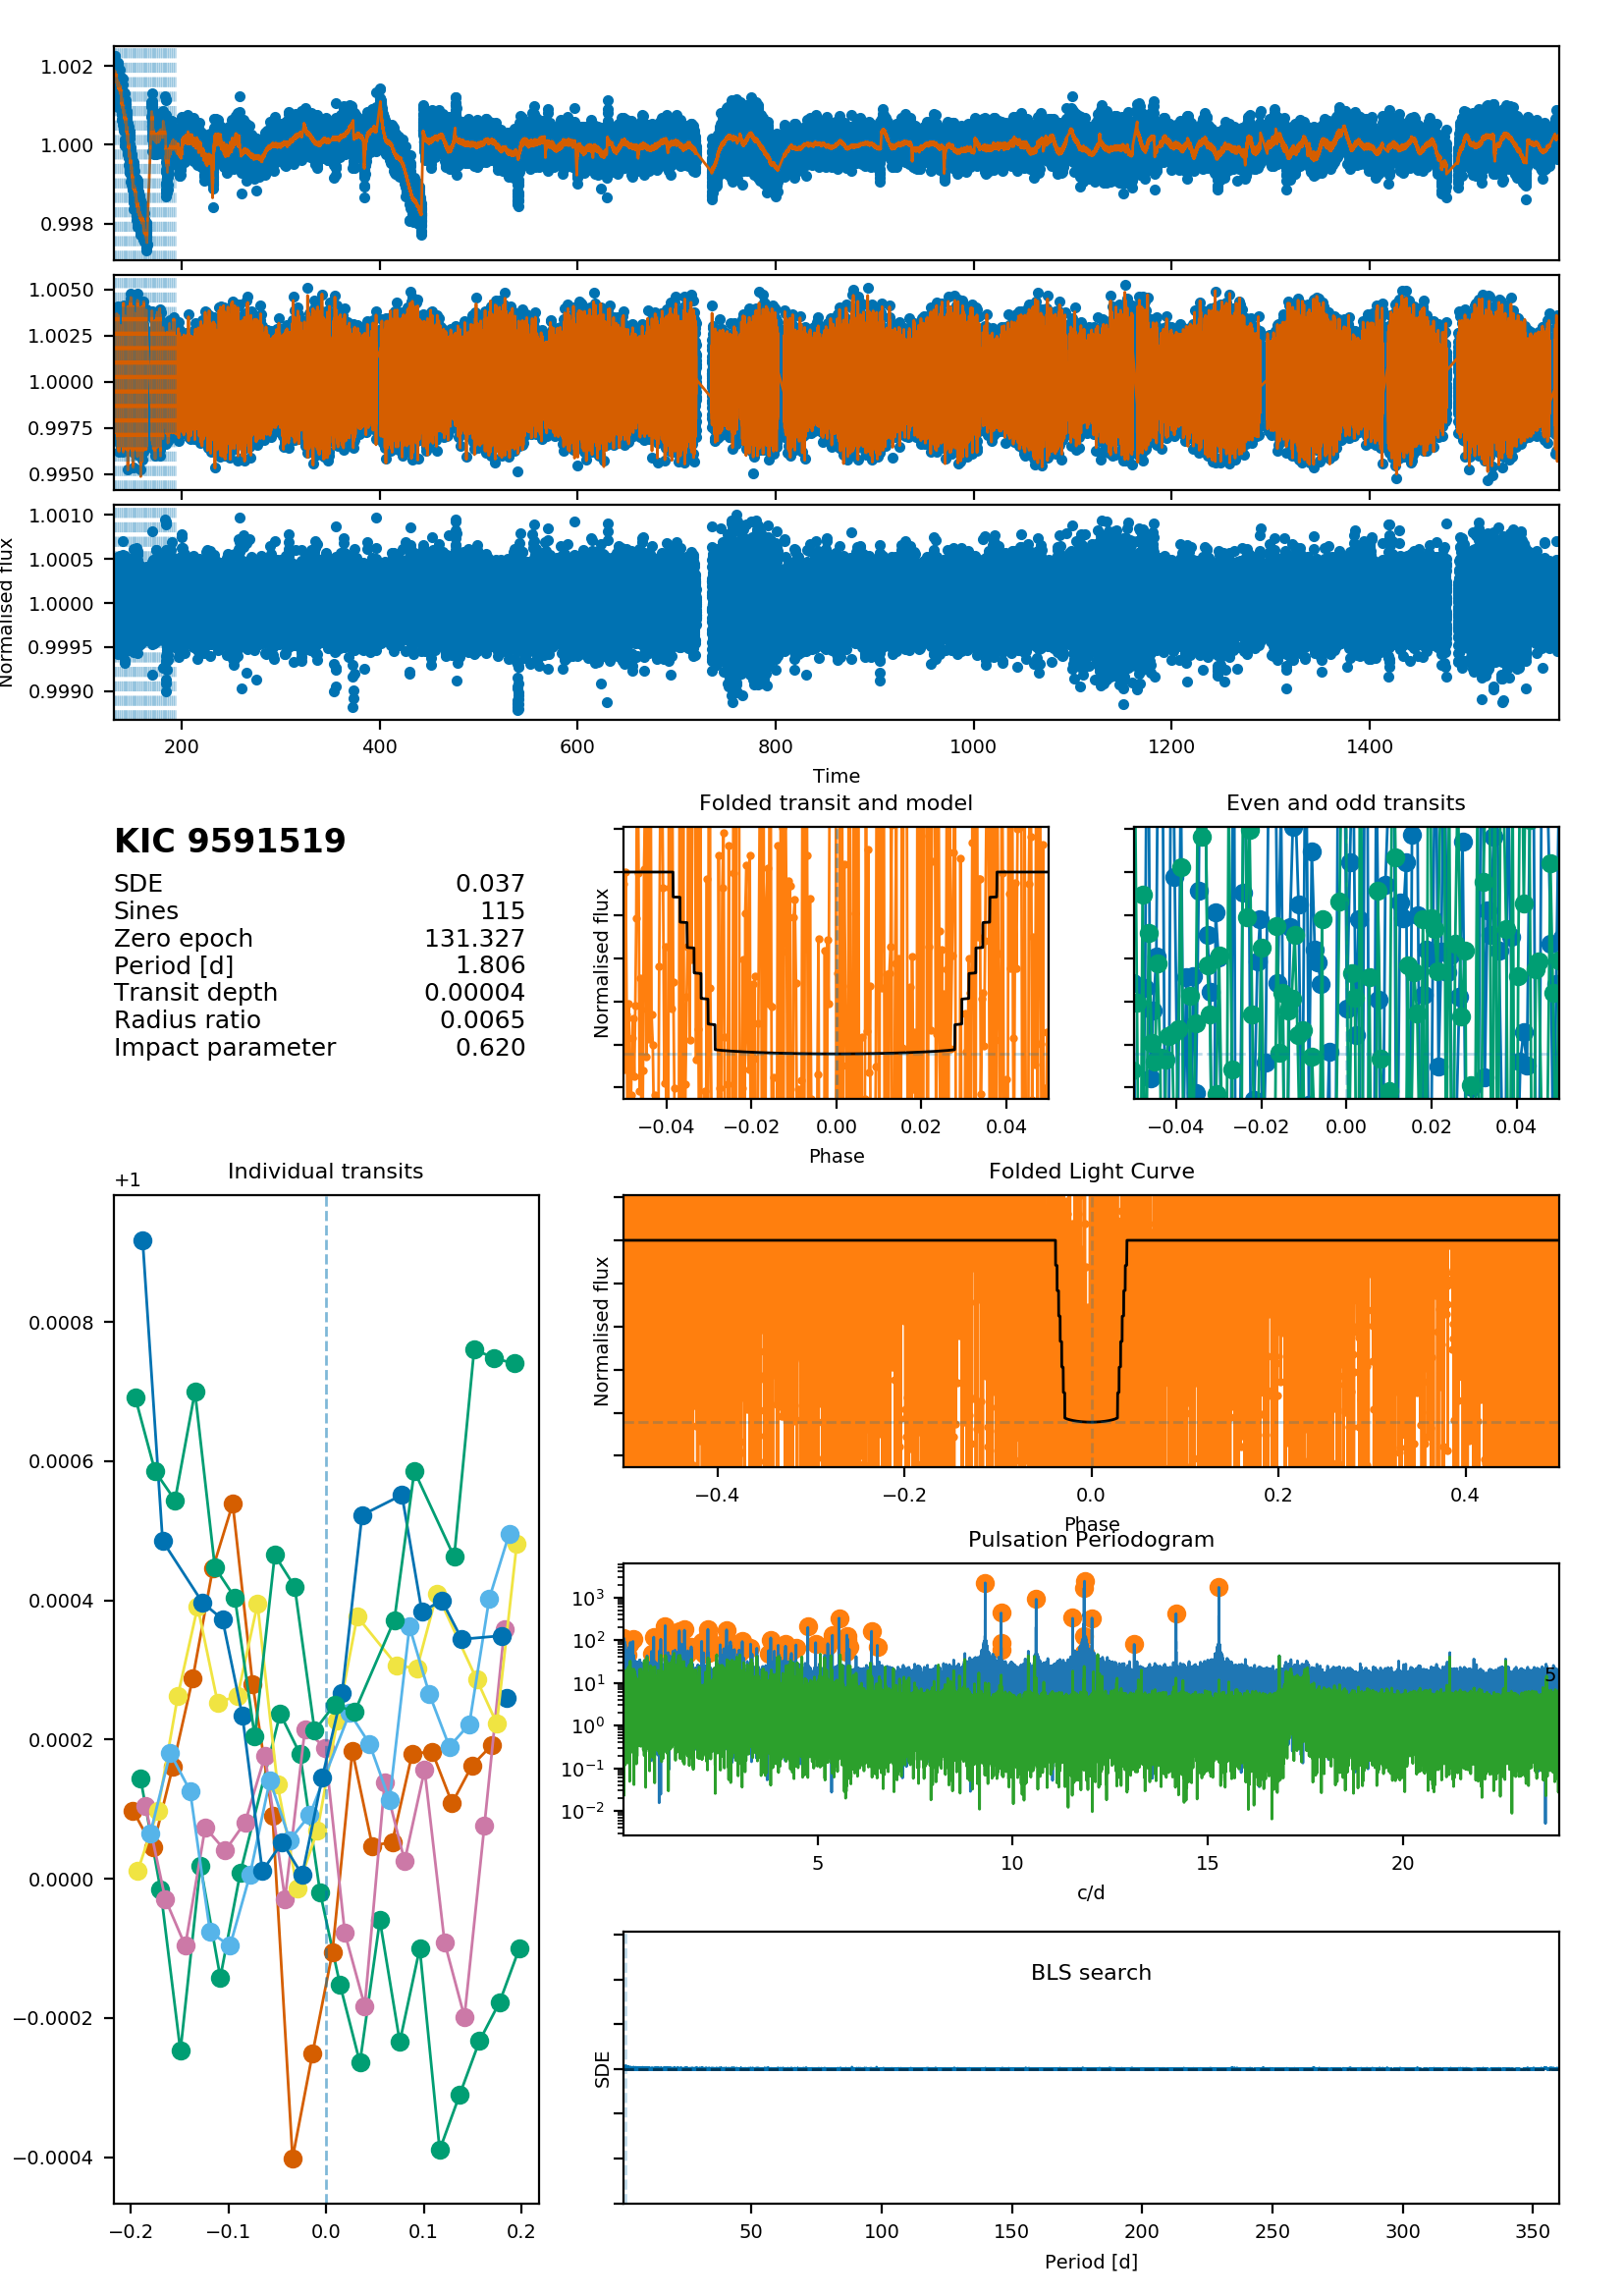 1.002
1.000
0.998
1.0050
1.0025
1.0000
0.9975
0.9950
1.0010
1.0005
1.0000
0.9995
0.9990
Normalised flux
200 400 600 800 1000 1200 1400
Time
KIC 9591519
SDE 0.037
Sines 115
Zero epoch 131.327
Period [d] 1.806
Transit depth 0.00004
Radius ratio 0.0065
Impact parameter 0.620
Folded transit and model
Normalised flux
−0.04 −0.02 0.00 0.02 0.04
Phase
Even and odd transits
−0.04 −0.02 0.00 0.02 0.04
Individual transits
+1
0.0008
0.0006
0.0004
0.0002
0.0000
−0.0002
−0.0004
−0.2 −0.1 0.0 0.1 0.2
Folded Light Curve
Normalised flux
−0.4 −0.2 0.0 0.2 0.4
Phase
Pulsation Periodogram
10³
10²
10¹
10⁰
10⁻¹
10⁻²
5
5 10 15 20
c/d
BLS search
SDE
50 100 150 200 250 300 350
Period [d]